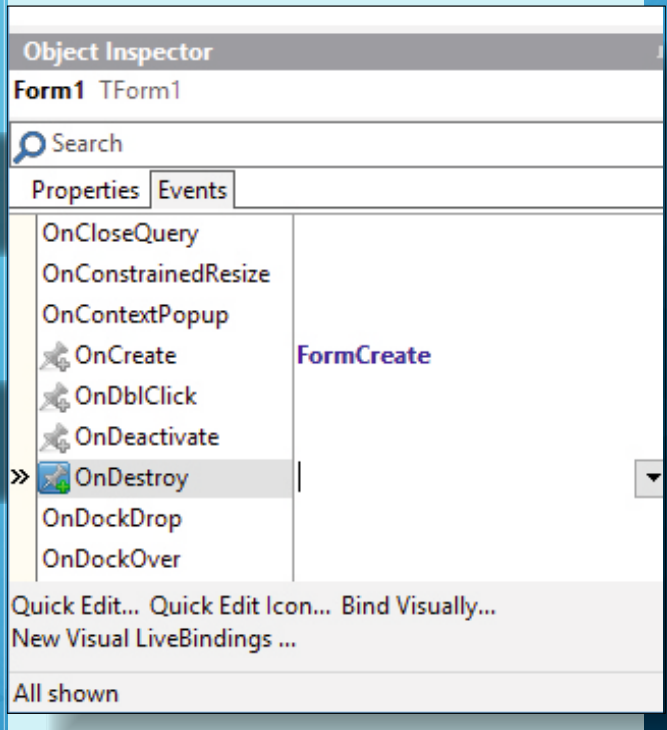 Object Inspector
Form1 TForm1
Search
Properties Events
OnCloseQuery
OnConstrainedResize
OnContextPopup
OnCreate FormCreate
OnDblClick
OnDeactivate
» OnDestroy
OnDockDrop
OnDockOver
Quick Edit... Quick Edit Icon... Bind Visually...
New Visual LiveBindings ...
All shown